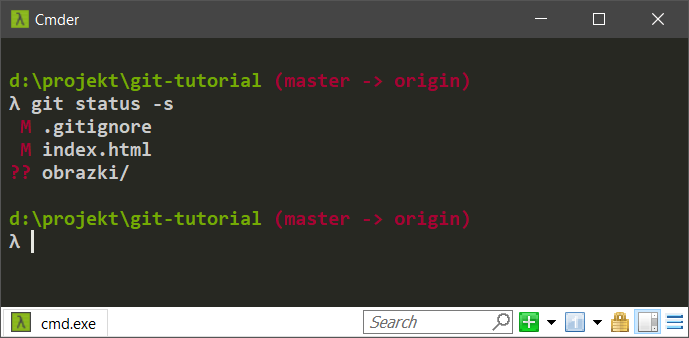 Cmder
d:\projekt\git-tutorial (master -> origin)
λ git status -s
 M .gitignore
 M index.html
?? obrazki/
d:\projekt\git-tutorial (master -> origin)
λ
cmd.exe
Search
1